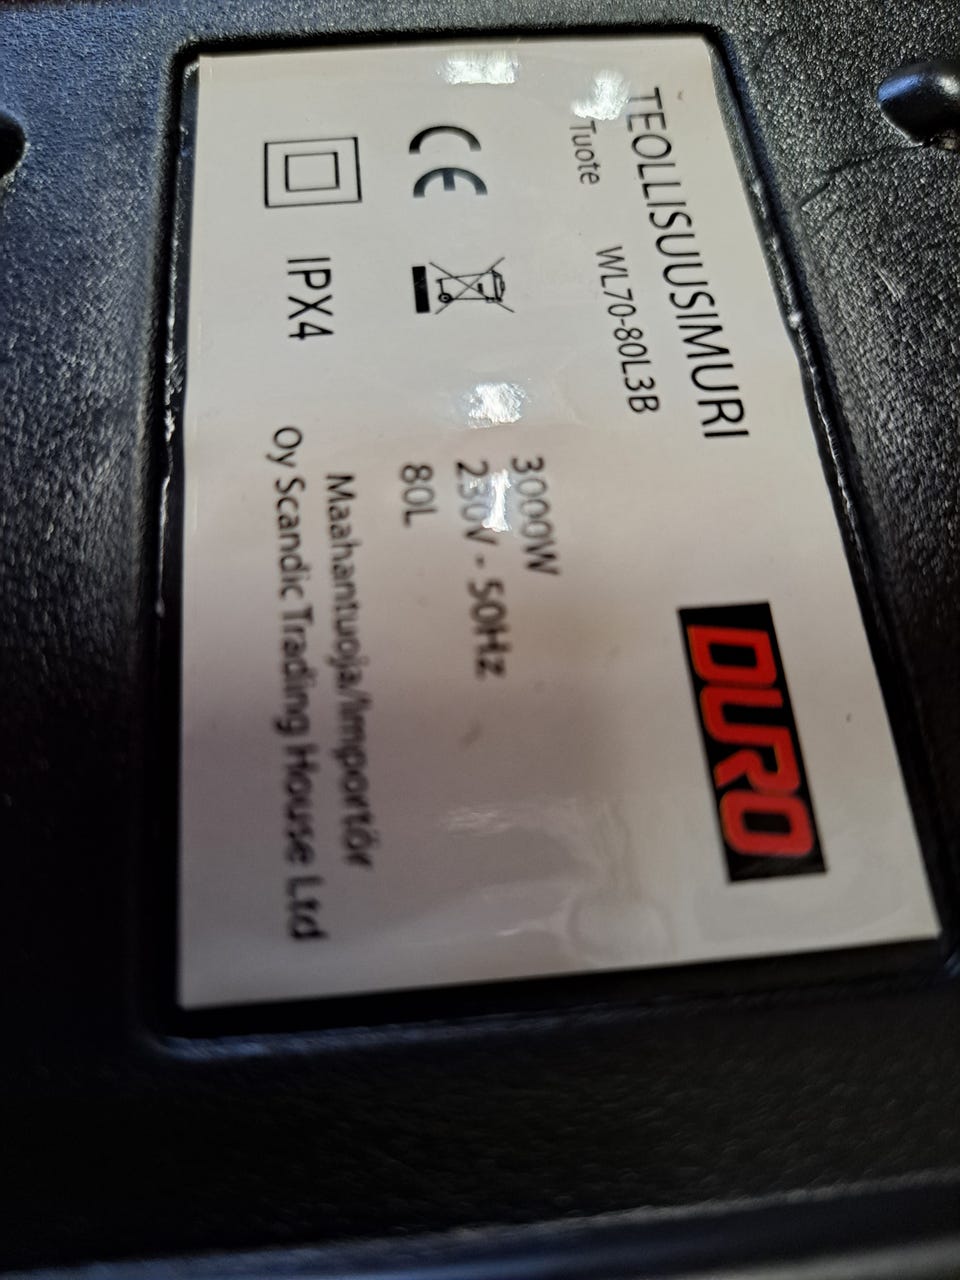 TEOLLISUUSIMURI
DURO
Tuote WL70-80L3B
3000W
230V - 50Hz
80L
CE
Maahantuoja/Importör
IPX4
Oy Scandic Trading House Ltd